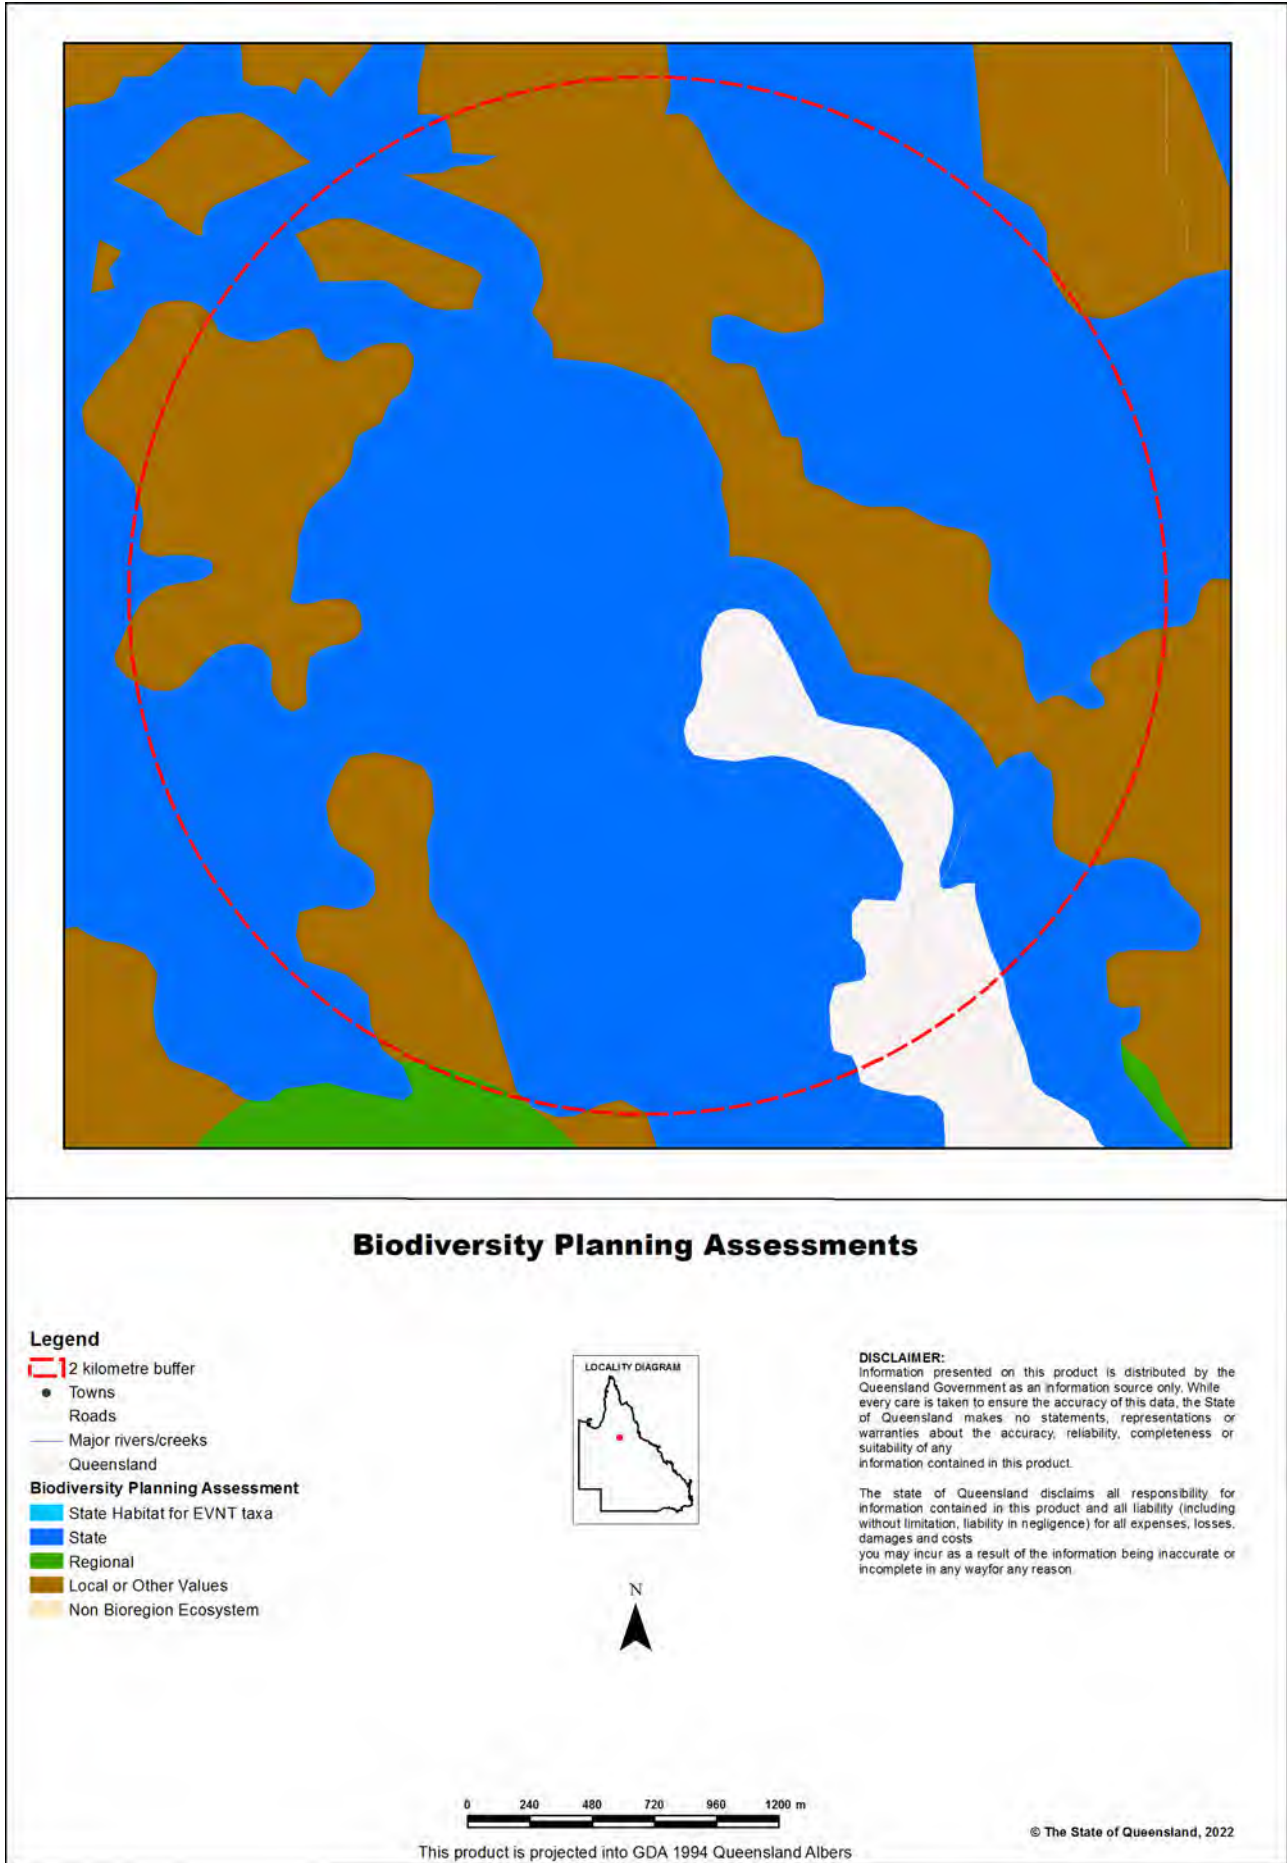 Biodiversity Planning Assessments
Legend
2 kilometre buffer
Towns
Roads
Major rivers/creeks
Queensland
Biodiversity Planning Assessment
State Habitat for EVNT taxa
State
Regional
Local or Other Values
Non Bioregion Ecosystem
LOCALITY DIAGRAM
N
DISCLAIMER:
Information presented on this product is distributed by the
Queensland Government as an information source only. While
every care is taken to ensure the accuracy of this data, the State
of Queensland makes no statements, representations or
warranties about the accuracy, reliability, completeness or
suitability of any
information contained in this product.
The state of Queensland disclaims all responsibility for
information contained in this product and all liability (including
without limitation, liability in negligence) for all expenses, losses,
damages and costs
you may incur as a result of the information being inaccurate or
incomplete in any wayfor any reason.
0 240 480 720 960 1200 m
This product is projected into GDA 1994 Queensland Albers
© The State of Queensland, 2022